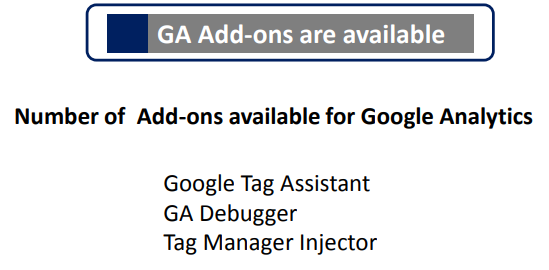 GA Add-ons are available
Number of Add-ons available for Google Analytics
Google Tag Assistant
GA Debugger
Tag Manager Injector